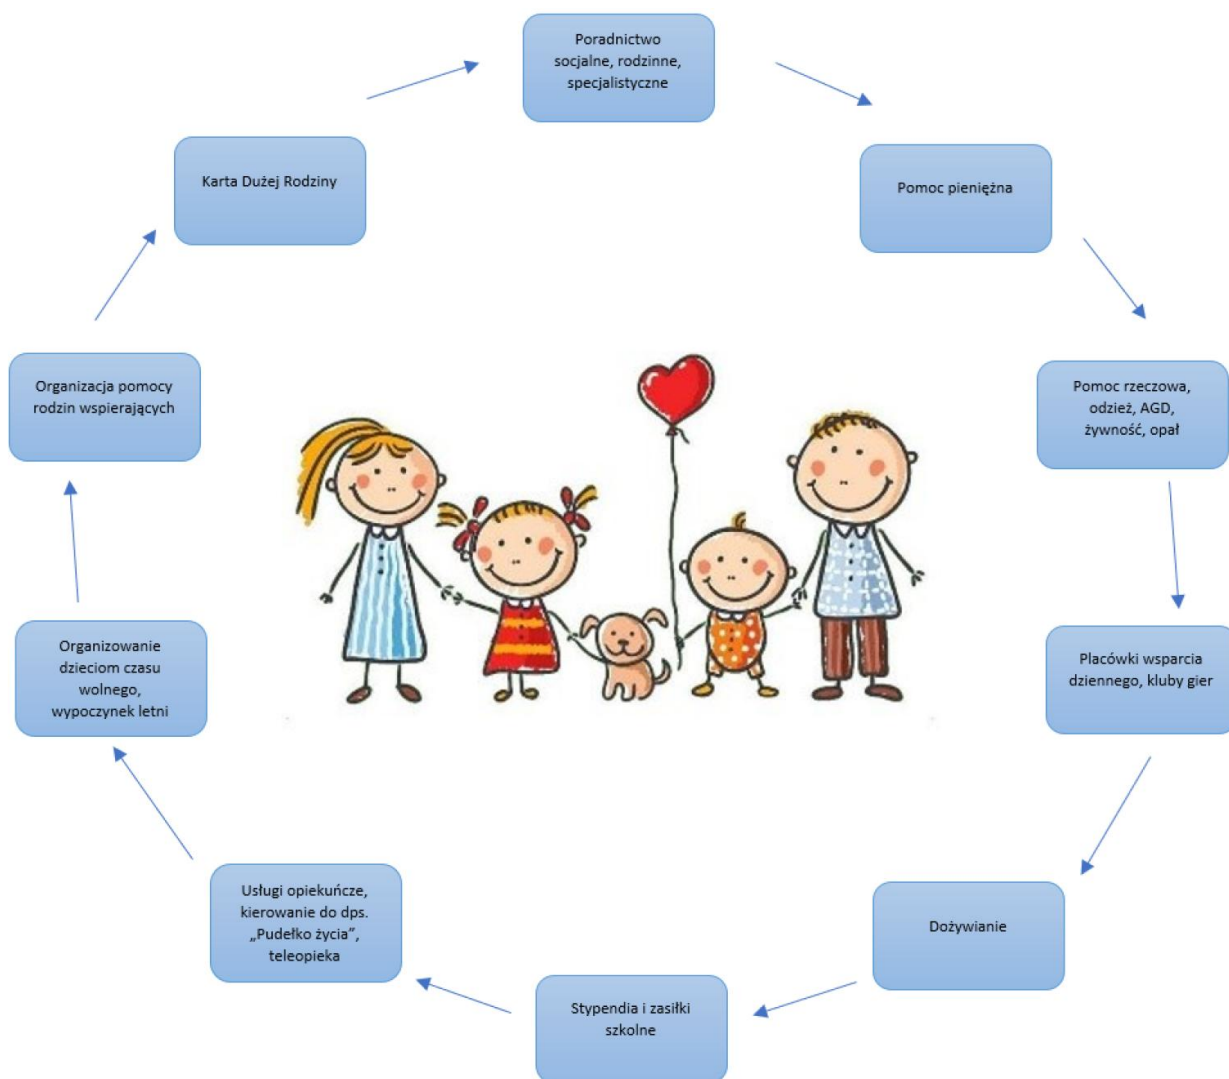 Poradnictwo
socjalne, rodzinne,
specjalistyczne
Pomoc pieniężna
Pomoc rzeczowa,
odzież, AGD,
żywność, opał
Placówki wsparcia
dziennego, kluby gier
Dożywianie
Stypendia i zasiłki
szkolne
Usługi opiekuńcze,
kierowanie do dps.
„Pudełko życia”,
teleopieka
Organizowanie
dzieciom czasu
wolnego,
wypoczynek letni
Organizacja pomocy
rodzin wspierających
Karta Dużej Rodziny